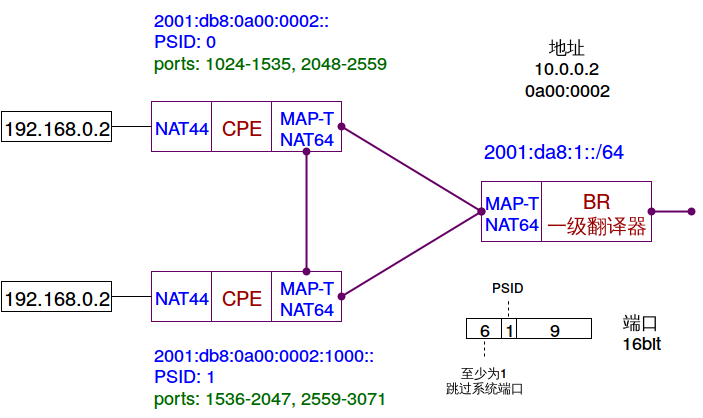 2001:db8:0a00:0002::
PSID: 0
ports: 1024-1535, 2048-2559
地址
10.0.0.2
0a00:0002
192.168.0.2
NAT44
CPE
MAP-T
NAT64
2001:da8:1::/64
MAP-T
NAT64
BR
一级翻译器
192.168.0.2
NAT44
CPE
MAP-T
NAT64
PSID
6
1
9
端口
16bit
至少为1
跳过系统端口
2001:db8:0a00:0002:1000::
PSID: 1
ports: 1536-2047, 2559-3071